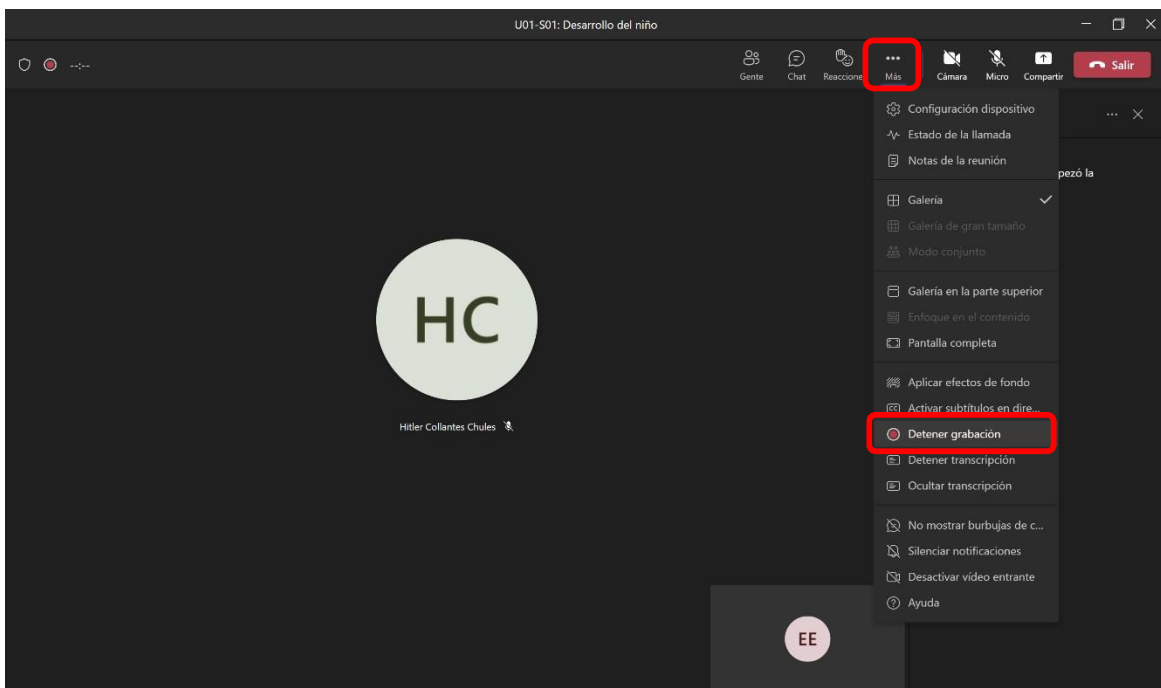 U01-S01: Desarrollo del niño
--:--
Gente
Chat
Reaccione
Más
Cámara
Micro
Compartir
Salir
Configuración dispositivo
Estado de la llamada
Notas de la reunión
pezó la
Galería
Galería de gran tamaño
Modo conjunto
Galería en la parte superior
Enfoque en el contenido
Pantalla completa
Aplicar efectos de fondo
CC Activar subtítulos en dire...
Detener grabación
Detener transcripción
Ocultar transcripción
No mostrar burbujas de c...
Silenciar notificaciones
Desactivar vídeo entrante
Ayuda
HC
Hitler Collantes Chules
EE